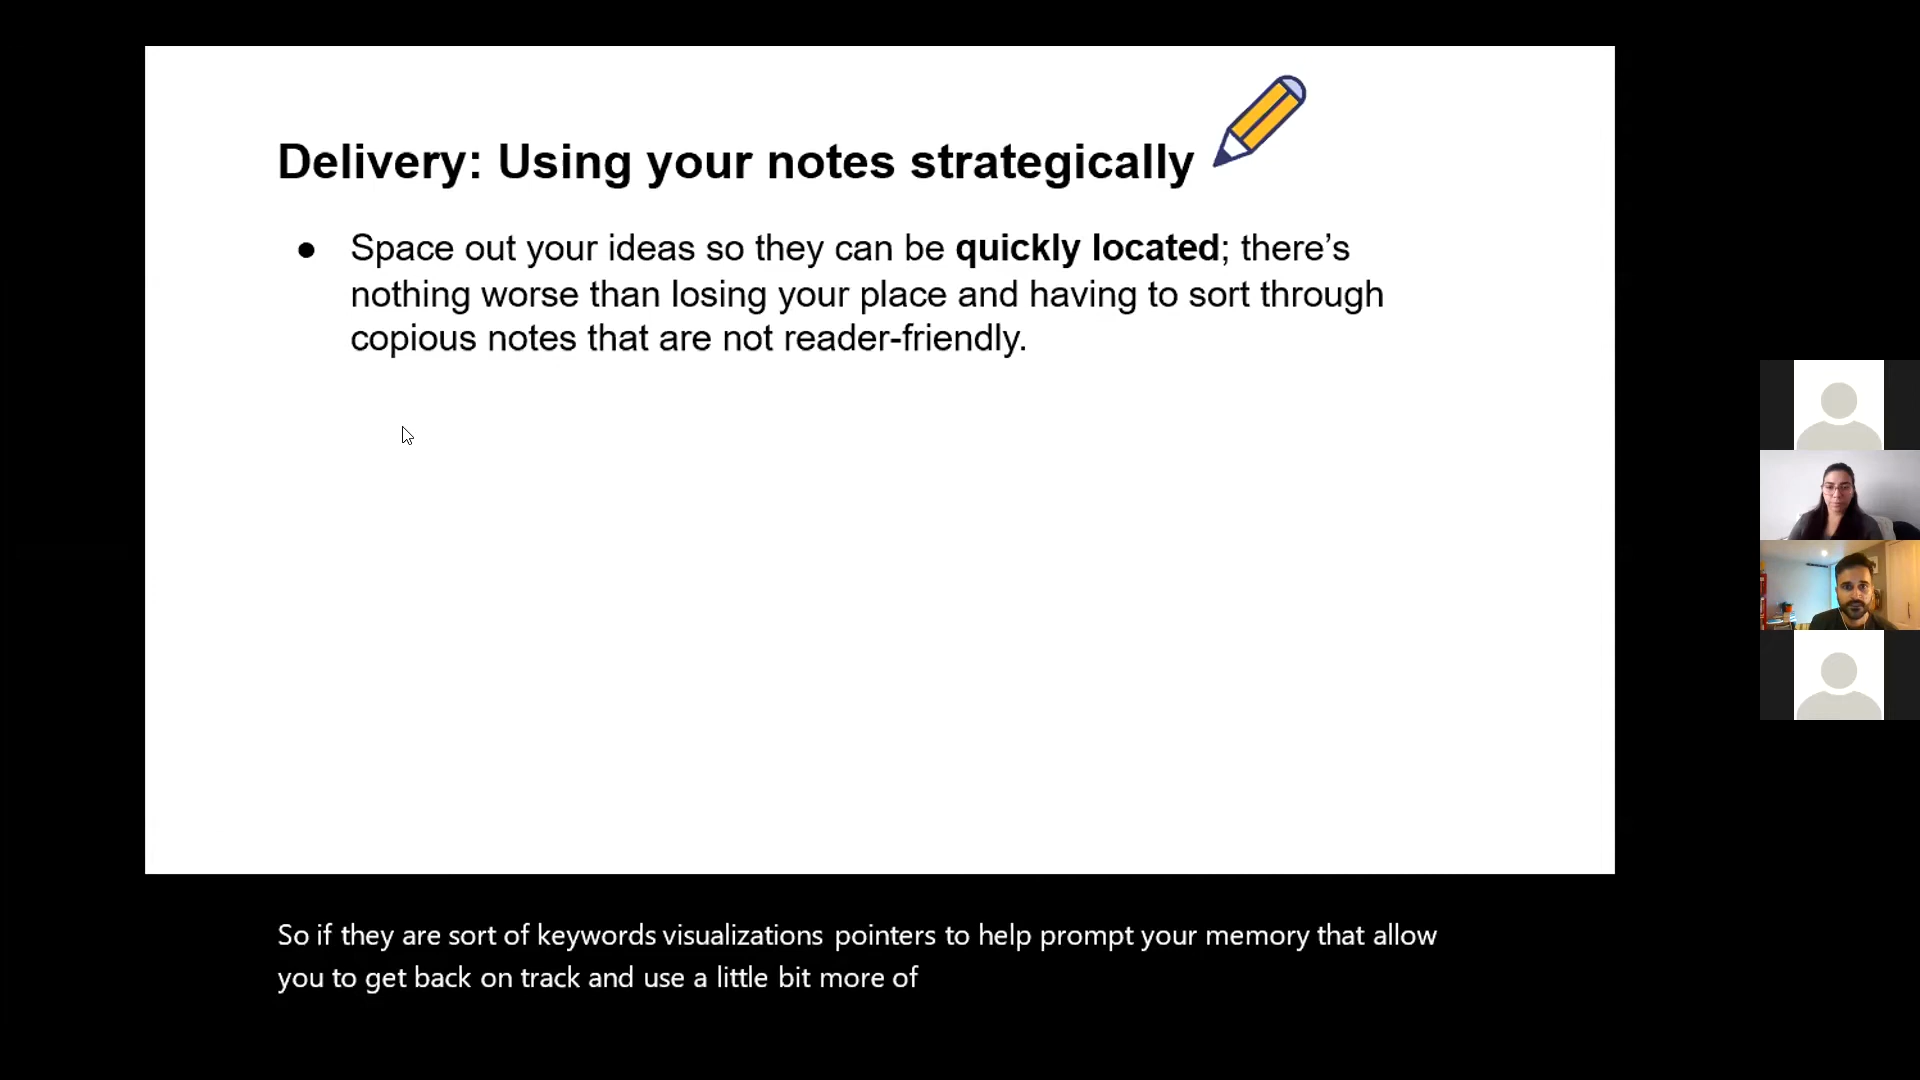 Delivery: Using your notes strategically
● Space out your ideas so they can be quickly located; there’s
nothing worse than losing your place and having to sort through
copious notes that are not reader-friendly.
So if they are sort of keywords visualizations pointers to help prompt your memory that allow
you to get back on track and use a little bit more of